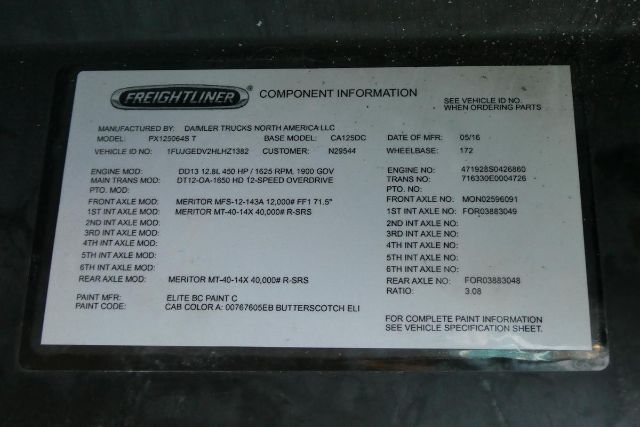 FREIGHTLINER ® COMPONENT INFORMATION
SEE VEHICLE ID NO.
WHEN ORDERING PARTS
MANUFACTURED BY: DAIMLER TRUCKS NORTH AMERICA LLC
MODEL: PX125064S T BASE MODEL: CA125DC DATE OF MFR: 05/16
VEHICLE ID NO: 1FUJGEDV2HLHZ1382 CUSTOMER: N29544 WHEELBASE: 172
ENGINE MOD: DD13 12.8L 450 HP / 1625 RPM, 1900 GOV ENGINE NO: 471928S0426860
MAIN TRANS MOD: DT12-OA-1650 HD 12-SPEED OVERDRIVE TRANS NO: 716330E0004726
PTO. MOD: PTO. NO:
FRONT AXLE MOD: MERITOR MFS-12-143A 12,000# FF1 71.5" FRONT AXLE NO: MON02596091
1ST INT AXLE MOD: MERITOR MT-40-14X 40,000# R-SRS 1ST INT AXLE NO: FOR03883049
2ND INT AXLE MOD: 2ND INT AXLE NO:
3RD INT AXLE MOD: 3RD INT AXLE NO:
4TH INT AXLE MOD: 4TH INT AXLE NO:
5TH INT AXLE MOD: 5TH INT AXLE NO:
6TH INT AXLE MOD: 6TH INT AXLE NO:
REAR AXLE MOD: MERITOR MT-40-14X 40,000# R-SRS REAR AXLE NO: FOR03883048
RATIO: 3.08
PAINT MFR: ELITE BC PAINT C
PAINT CODE: CAB COLOR A: 00767605EB BUTTERSCOTCH ELI
FOR COMPLETE PAINT INFORMATION
SEE VEHICLE SPECIFICATION SHEET.